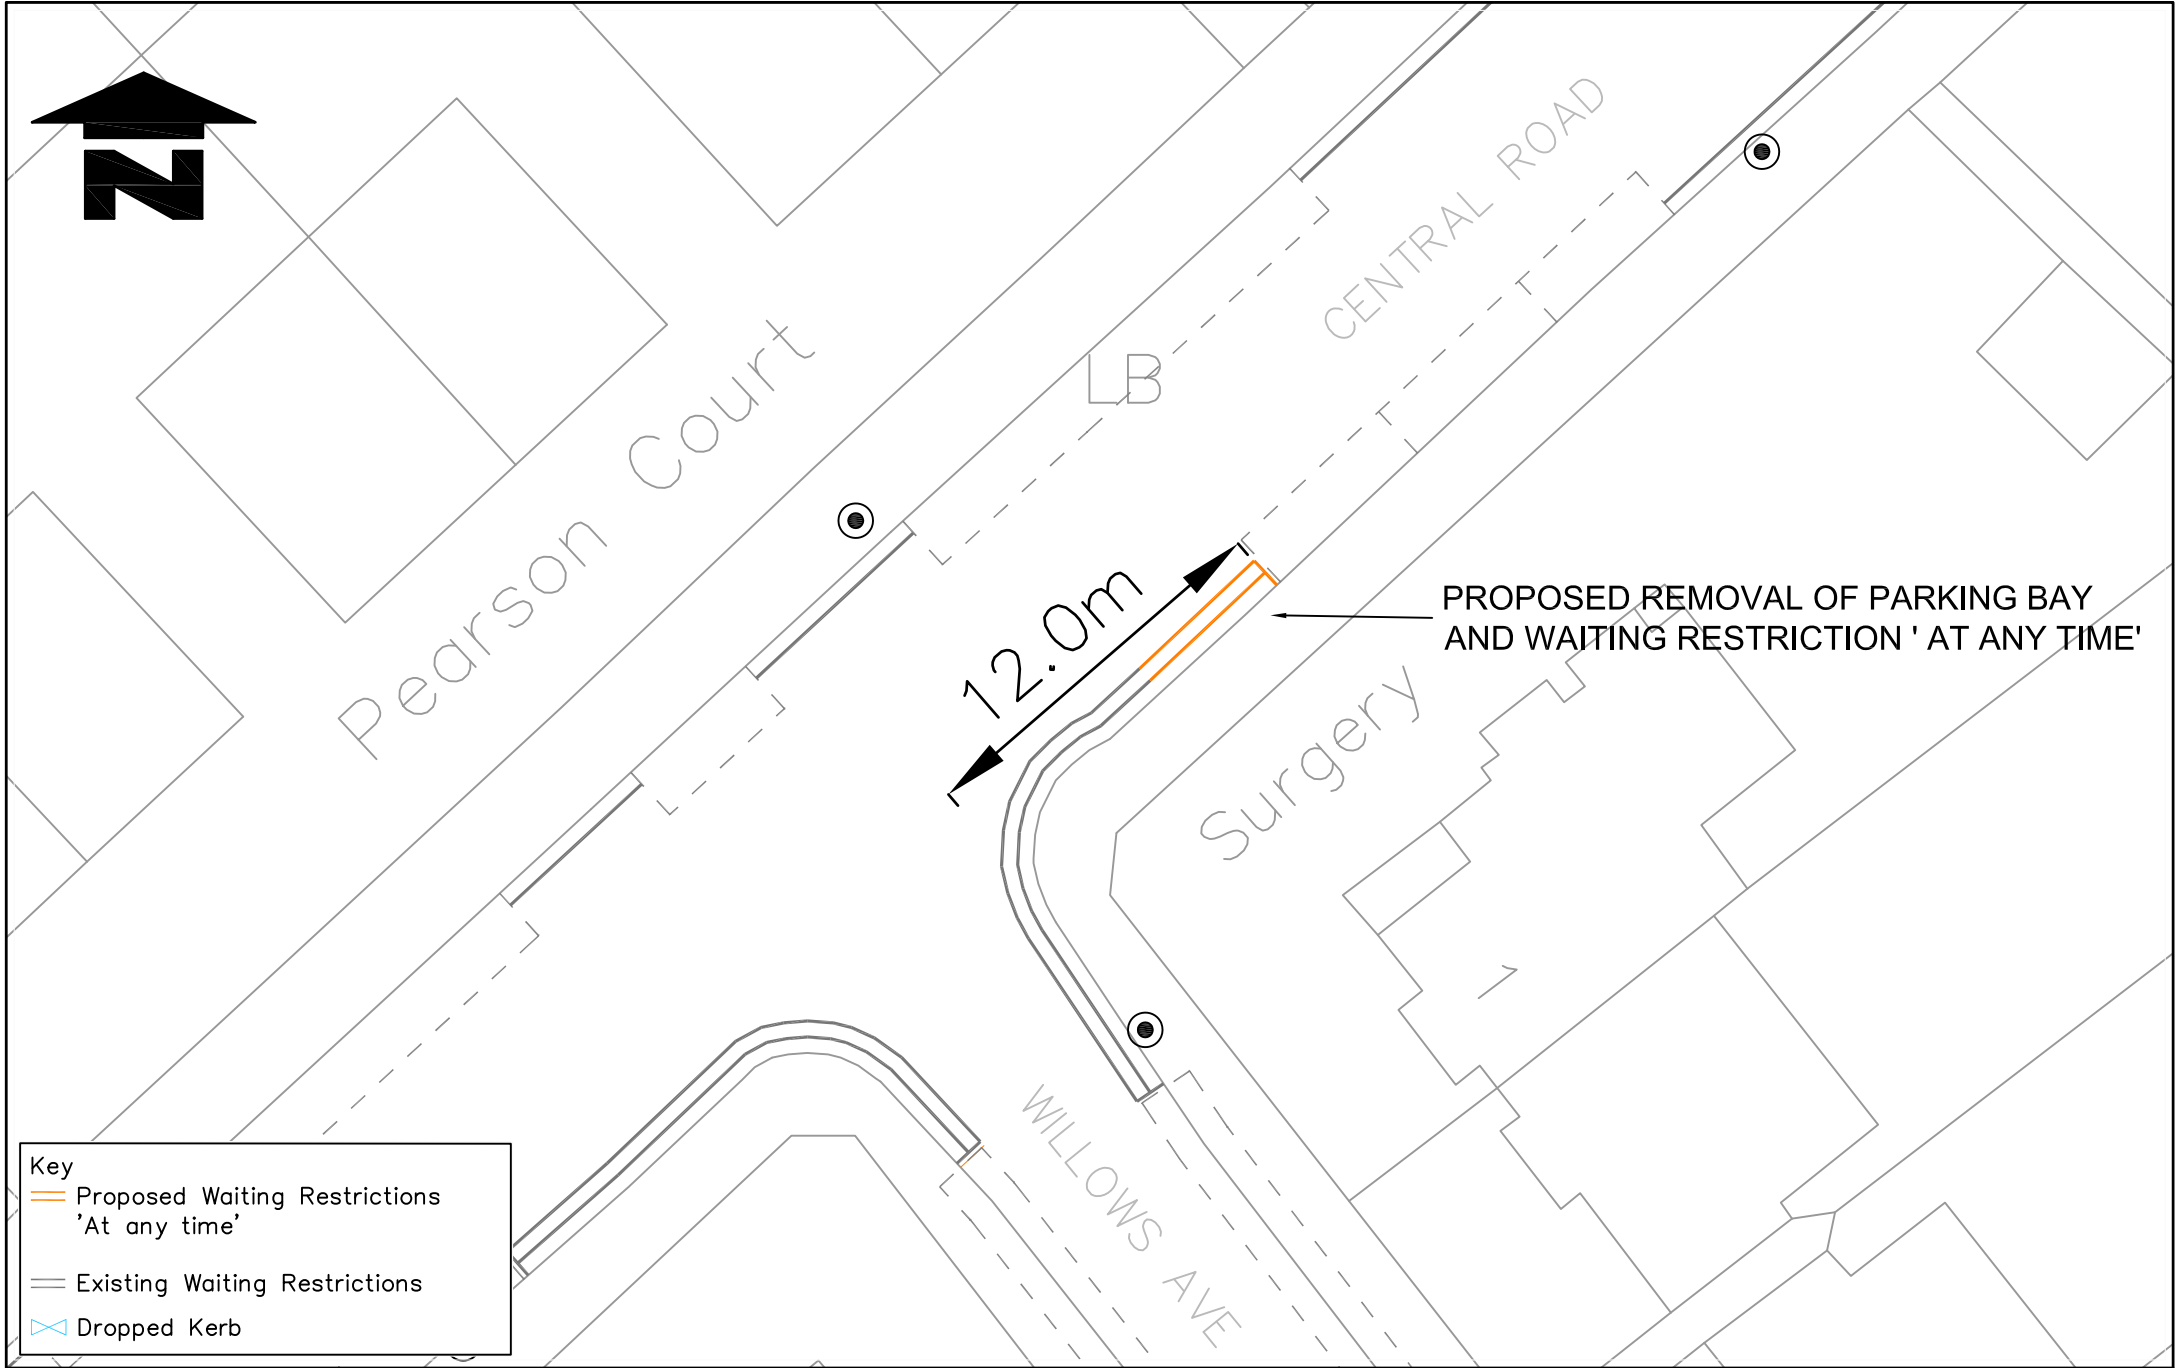 N
CENTRAL ROAD
LB
Pearson Court
12.0m
PROPOSED REMOVAL OF PARKING BAY
AND WAITING RESTRICTION ' AT ANY TIME'
Surgery
1
WILLOWS AVE
Key
Proposed Waiting Restrictions
'At any time'
Existing Waiting Restrictions
Dropped Kerb